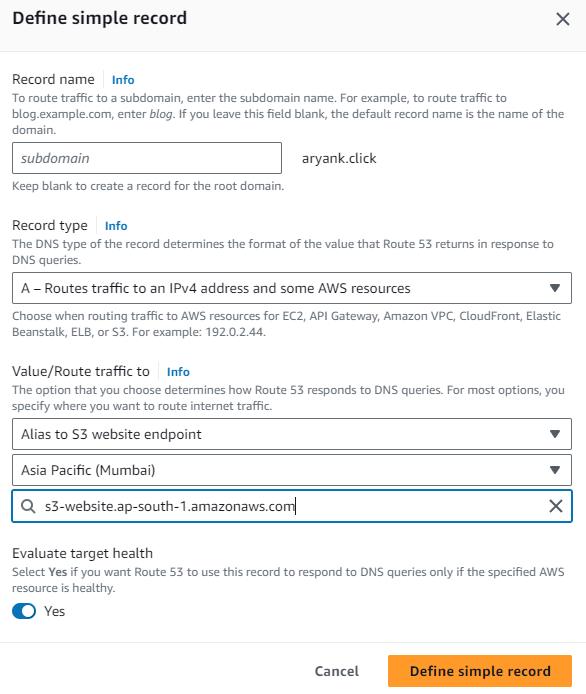 Define simple record
Record name Info
To route traffic to a subdomain, enter the subdomain name. For example, to route traffic to
blog.example.com, enter blog. If you leave this field blank, the default record name is the name of the
domain.
subdomain aryank.click
Keep blank to create a record for the root domain.
Record type Info
The DNS type of the record determines the format of the value that Route 53 returns in response to
DNS queries.
A – Routes traffic to an IPv4 address and some AWS resources
Choose when routing traffic to AWS resources for EC2, API Gateway, Amazon VPC, CloudFront, Elastic
Beanstalk, ELB, or S3. For example: 192.0.2.44.
Value/Route traffic to Info
The option that you choose determines how Route 53 responds to DNS queries. For most options, you
specify where you want to route internet traffic.
Alias to S3 website endpoint
Asia Pacific (Mumbai)
s3-website.ap-south-1.amazonaws.com
Evaluate target health
Select Yes if you want Route 53 to use this record to respond to DNS queries only if the specified AWS
resource is healthy.
Yes
Cancel Define simple record